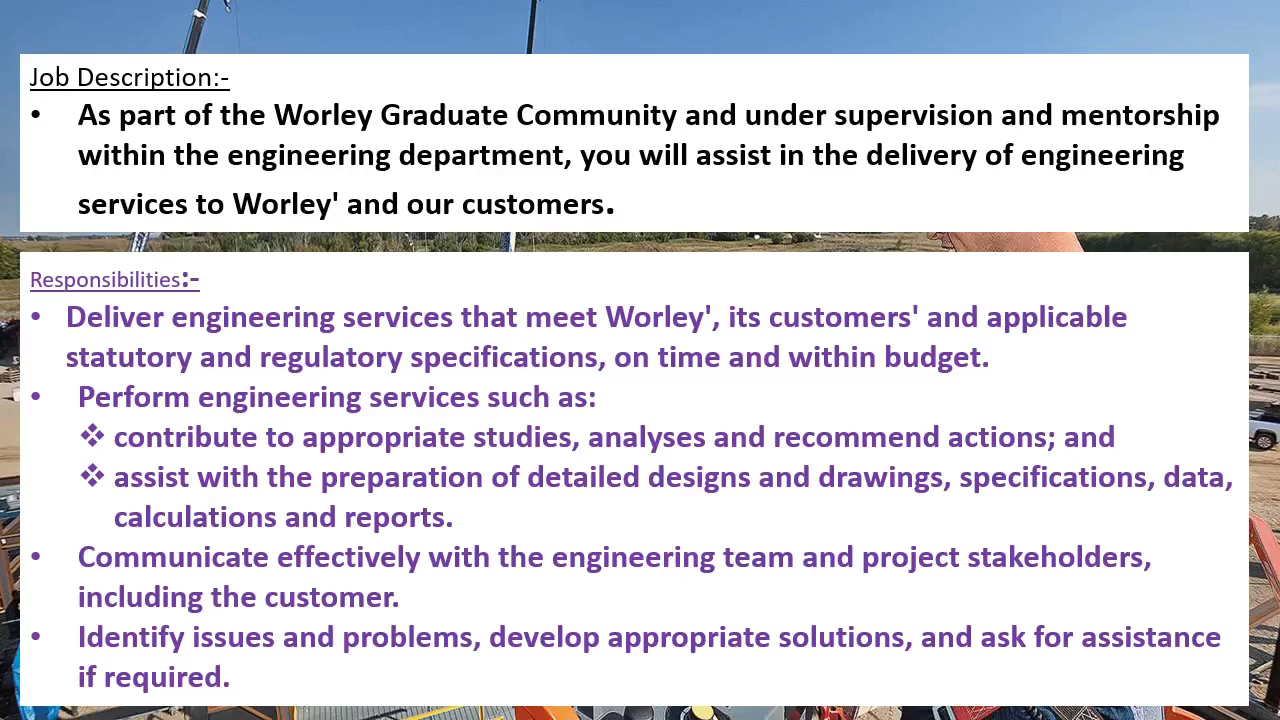 Job Description:-
• As part of the Worley Graduate Community and under supervision and mentorship
within the engineering department, you will assist in the delivery of engineering
services to Worley' and our customers.
Responsibilities:-
• Deliver engineering services that meet Worley', its customers' and applicable
statutory and regulatory specifications, on time and within budget.
• Perform engineering services such as:
❖ contribute to appropriate studies, analyses and recommend actions; and
❖ assist with the preparation of detailed designs and drawings, specifications, data,
calculations and reports.
• Communicate effectively with the engineering team and project stakeholders,
including the customer.
• Identify issues and problems, develop appropriate solutions, and ask for assistance
if required.